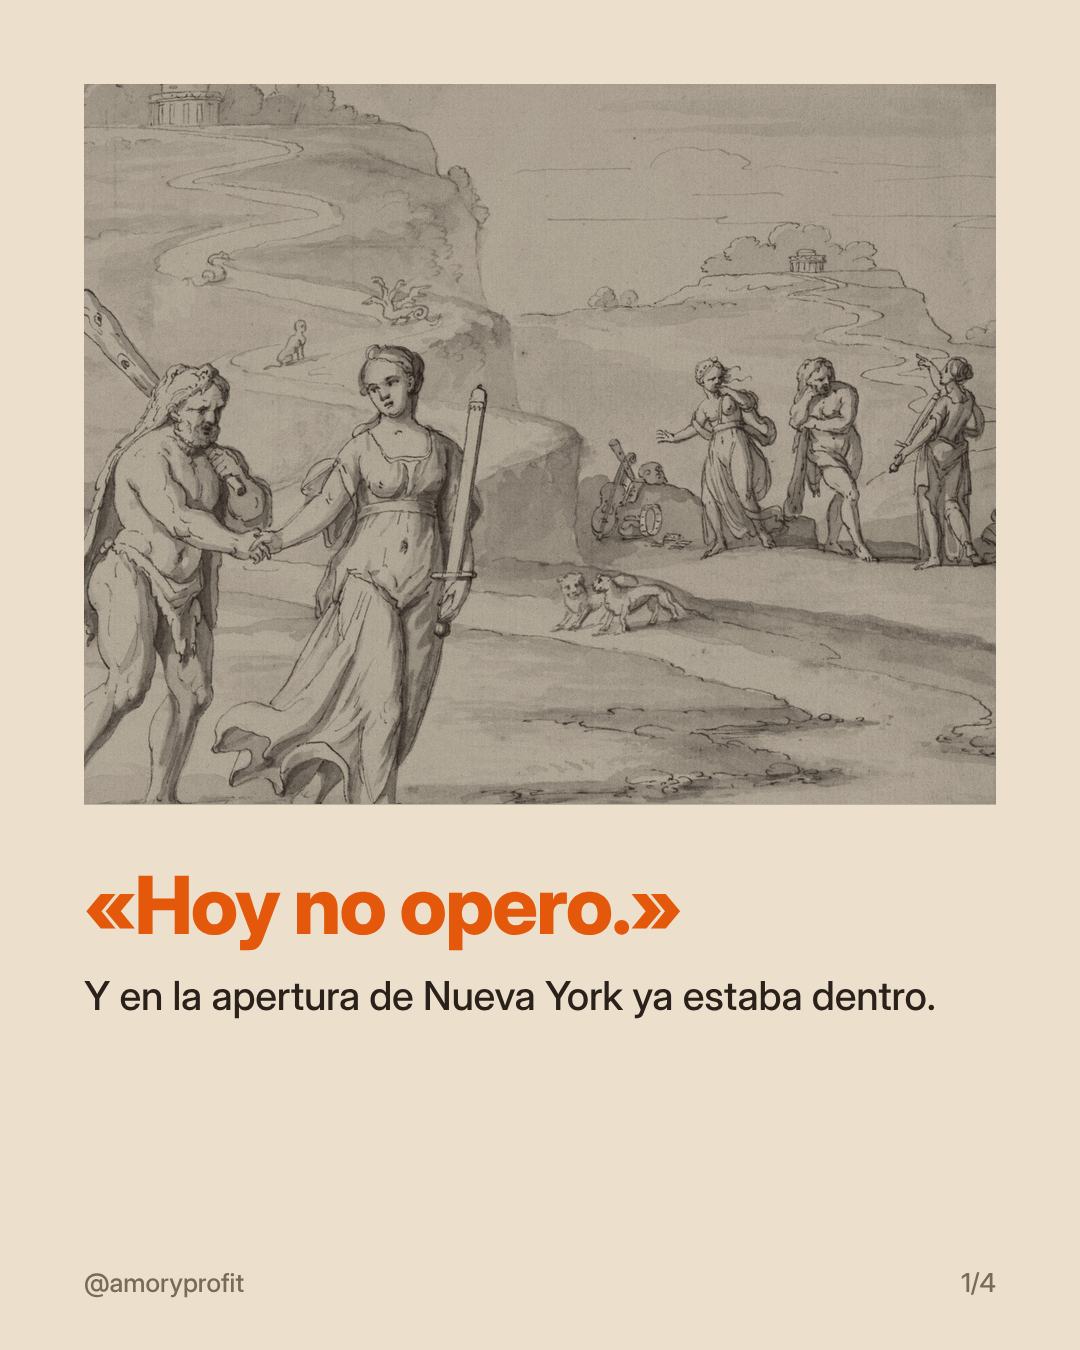 «Hoy no opero.»
Y en la apertura de Nueva York ya estaba dentro.
@amoryprofit
1/4